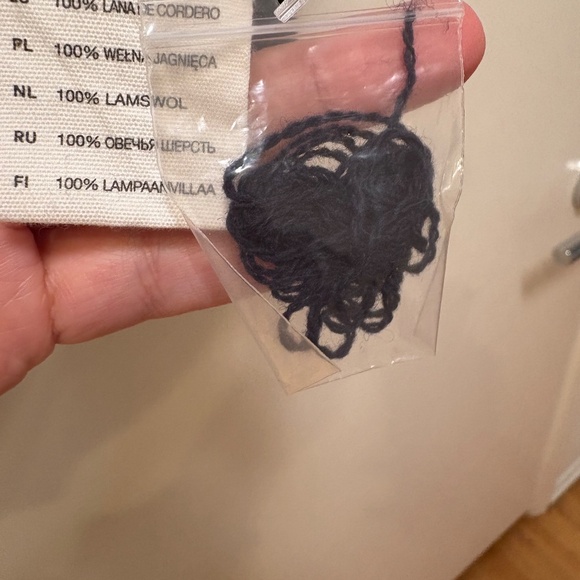 100% LANA DE CORDERO
PL 100% WEŁNA JAGNIĘCA
NL 100% LAMSWOL
RU 100% ОВЕЧЬЯ ШЕРСТЬ
FI 100% LAMPAANVILLAA